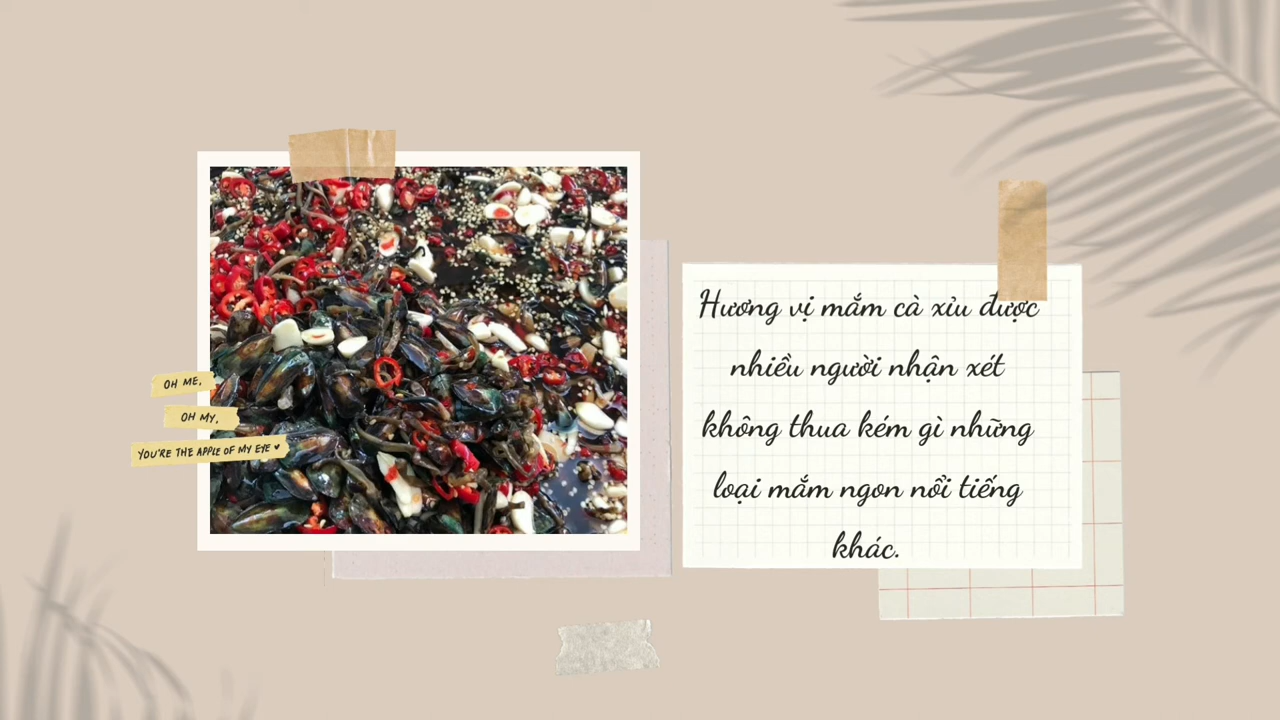 OH ME,
OH MY,
YOU'RE THE APPLE OF MY EYE ♥
Hương vị mắm cà xỉu được
nhiều người nhận xét
không thua kém gì những
loại mắm ngon nổi tiếng
khác.